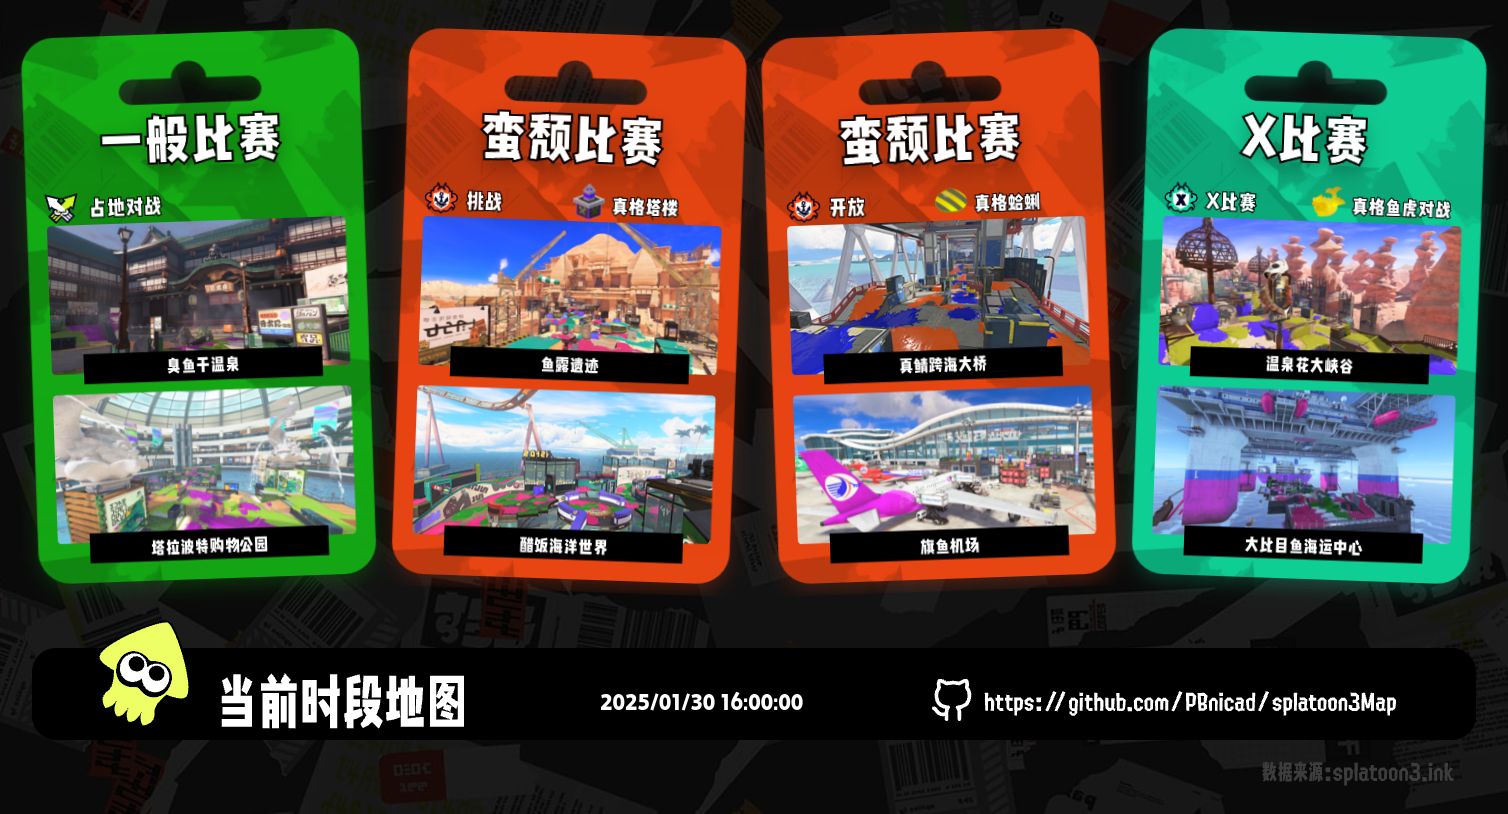 一般比赛
占地对战
臭鱼干温泉
塔拉波特购物公园
蛮颓比赛
挑战
真格塔楼
鱼露遗迹
醋饭海洋世界
蛮颓比赛
开放
真格蛤蜊
真鲭跨海大桥
旗鱼机场
X比赛
X比赛
真格鱼虎对战
温泉花大峡谷
大比目鱼海运中心
当前时段地图
2025/01/30 16:00:00
https://github.com/PBnicad/splatoon3Map
数据来源:splatoon3.ink